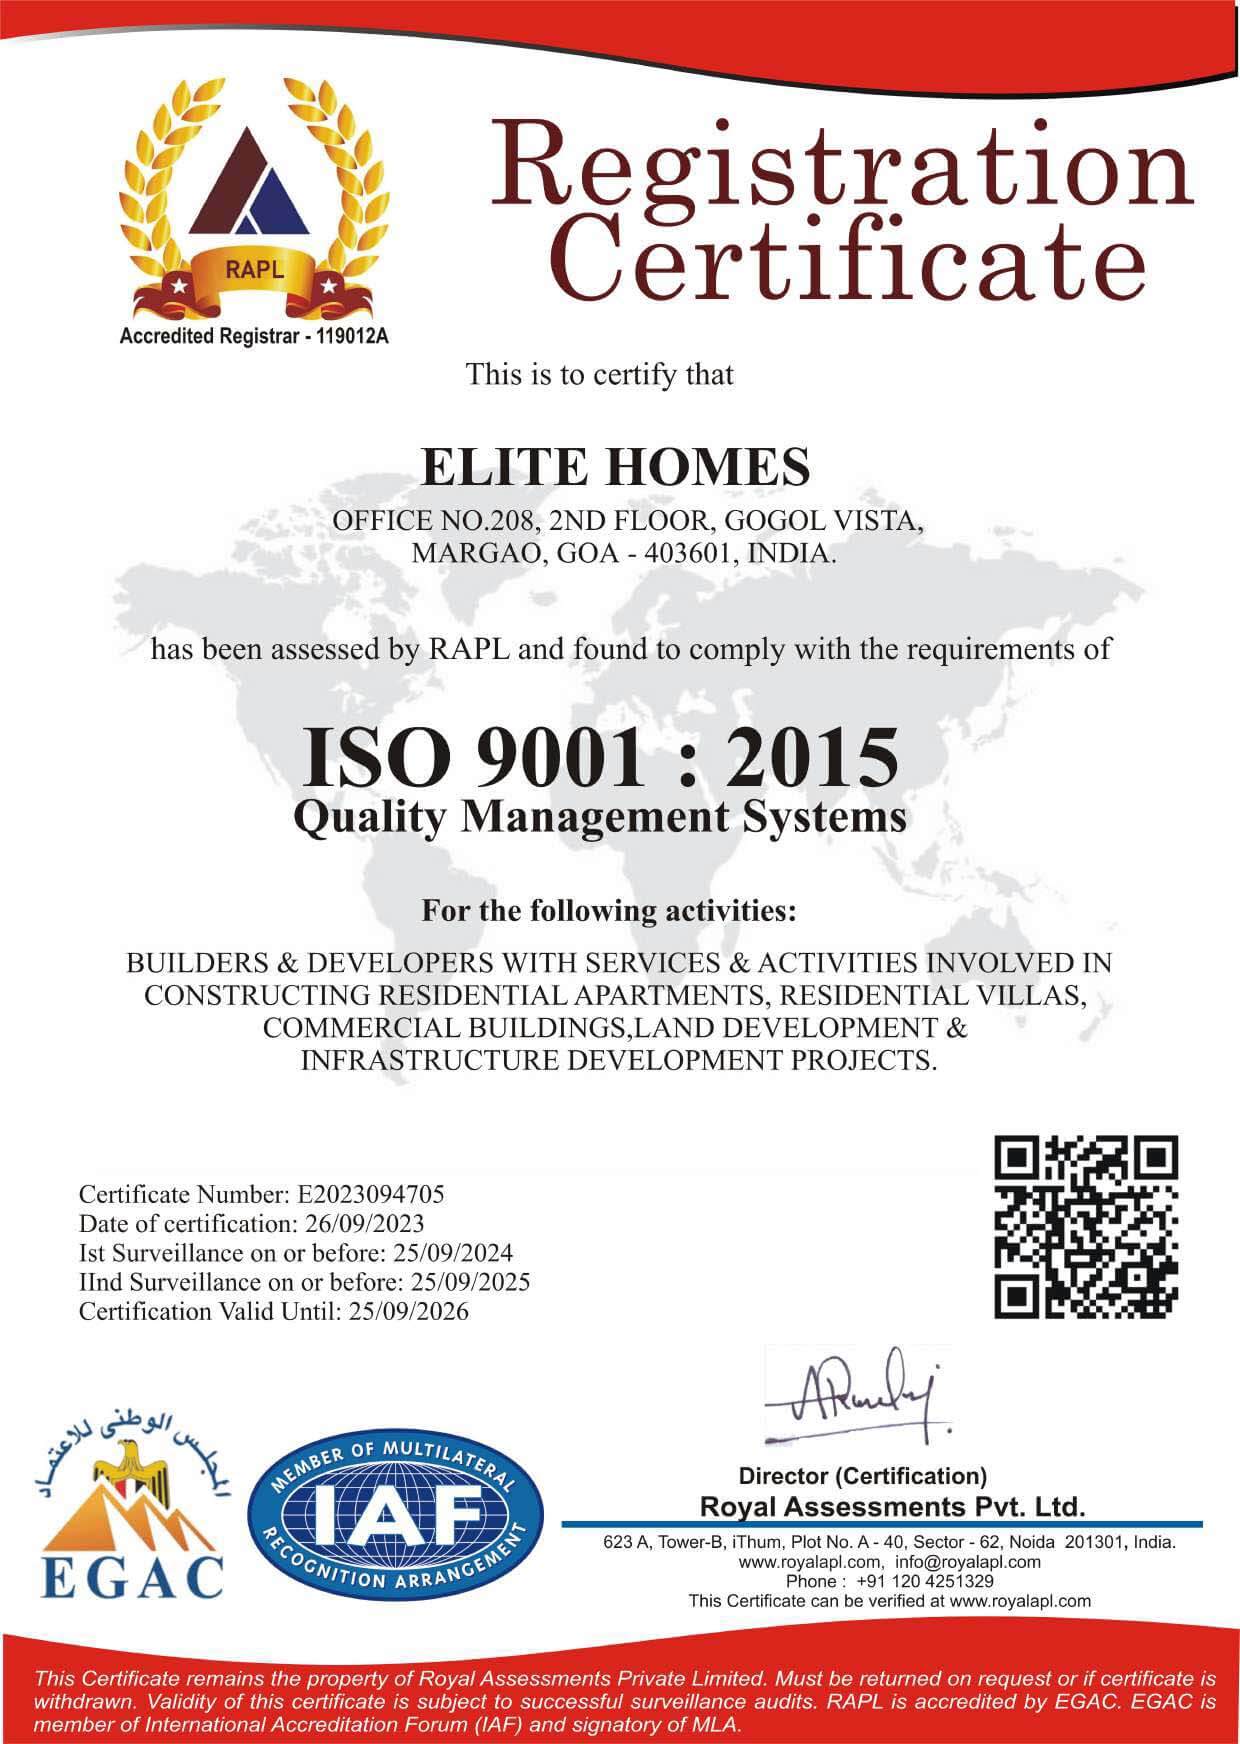 Registration
Certificate
RAPL
Accredited Registrar - 119012A
This is to certify that
ELITE HOMES
OFFICE NO.208, 2ND FLOOR, GOGOL VISTA,
MARGAO, GOA - 403601, INDIA.
has been assessed by RAPL and found to comply with the requirements of
ISO 9001 : 2015
Quality Management Systems
For the following activities:
BUILDERS & DEVELOPERS WITH SERVICES & ACTIVITIES INVOLVED IN
CONSTRUCTING RESIDENTIAL APARTMENTS, RESIDENTIAL VILLAS,
COMMERCIAL BUILDINGS,LAND DEVELOPMENT &
INFRASTRUCTURE DEVELOPMENT PROJECTS.
Certificate Number: E2023094705
Date of certification: 26/09/2023
Ist Surveillance on or before: 25/09/2024
IInd Surveillance on or before: 25/09/2025
Certification Valid Until: 25/09/2026
المجلس الوطنى للاعتماد
EGAC
MEMBER OF MULTILATERAL
IAF
RECOGNITION ARRANGEMENT
Director (Certification)
Royal Assessments Pvt. Ltd.
623 A, Tower-B, iThum, Plot No. A - 40, Sector - 62, Noida 201301, India.
www.royalapl.com, info@royalapl.com
Phone : +91 120 4251329
This Certificate can be verified at www.royalapl.com
This Certificate remains the property of Royal Assessments Private Limited. Must be returned on request or if certificate is
withdrawn. Validity of this certificate is subject to successful surveillance audits. RAPL is accredited by EGAC. EGAC is
member of International Accreditation Forum (IAF) and signatory of MLA.